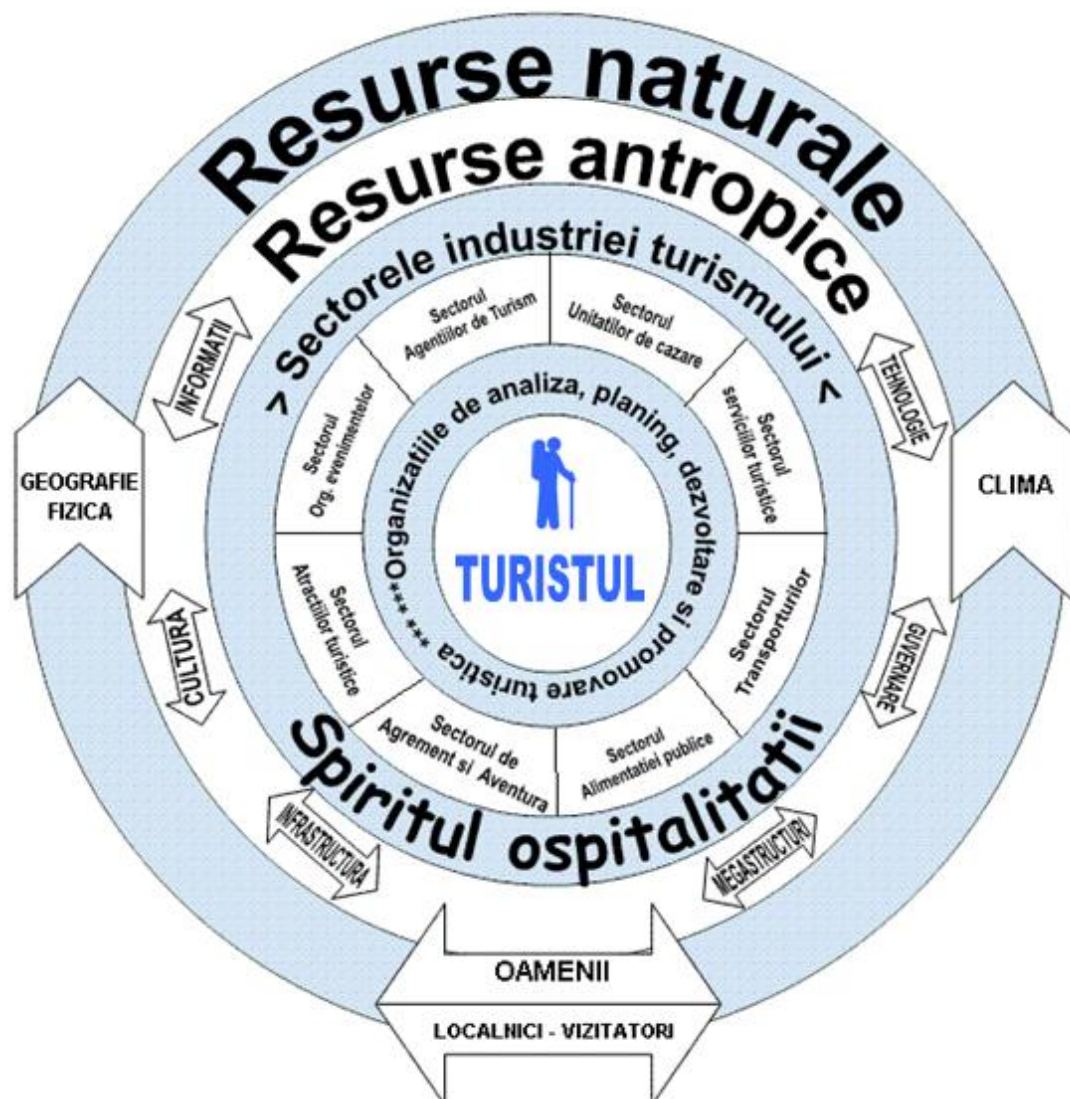 Resurse naturale
Resurse antropice
> Sectorele industriei turismului <
Sectorul
Agentiilor de Turism
Sectorul
Unitatilor de cazare
Sectorul
serviciilor turistice
Sectorul
Transporturilor
Sectorul
Alimentatiei publice
Sectorul de
Agrement si Aventura
Sectorul
Atractiilor turistice
Sectorul
Org. evenimentelor
*******Organizatiile de analiza, planing, dezvoltare si promovare turistica
TURISTUL
INFORMATII
TEHNOLOGIE
GEOGRAFIE
FIZICA
CLIMA
CULTURA
GUVERNARE
INFRASTRUCTURA
MEGASTRUCTURI
Spiritul ospitalitatii
OAMENII
LOCALNICI - VIZITATORI